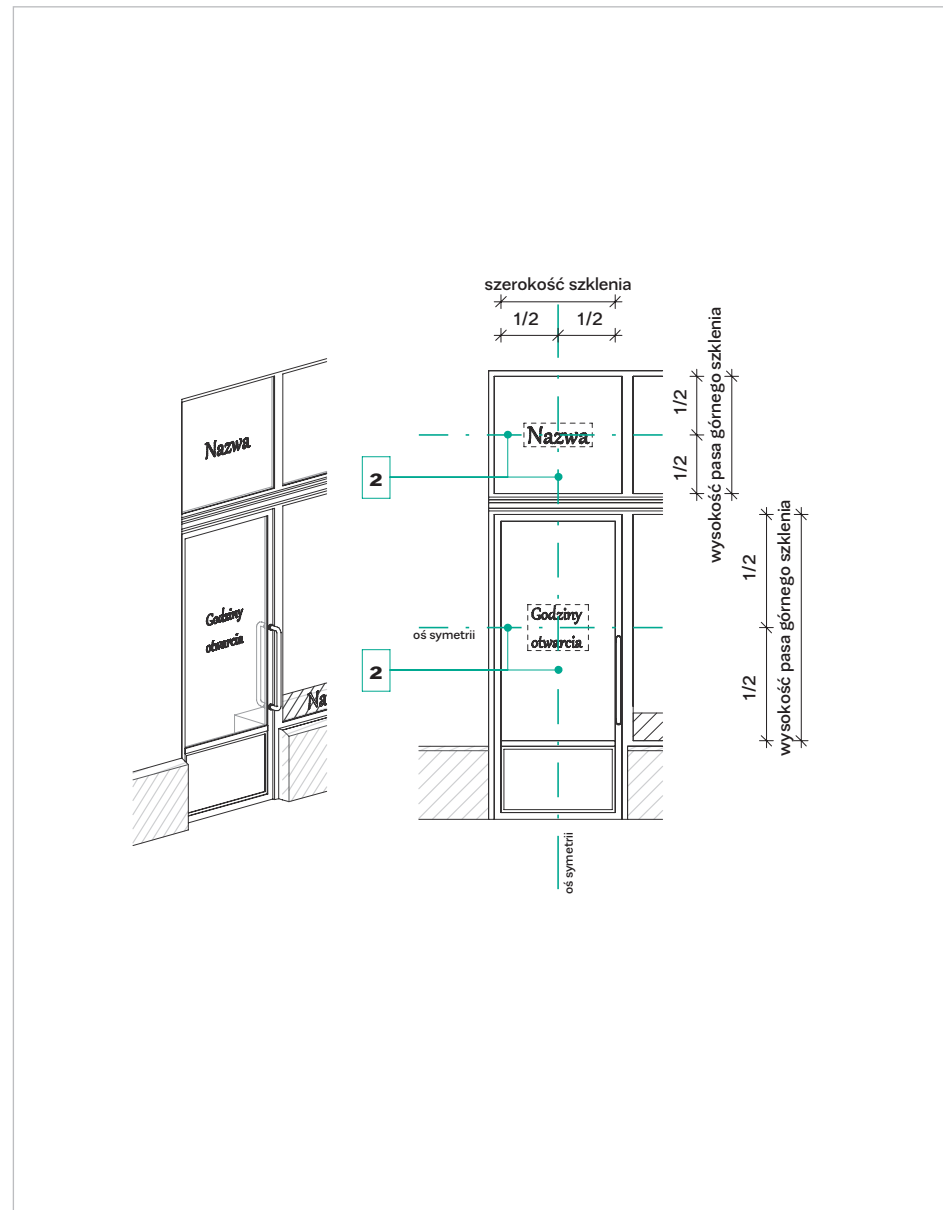 szerokość szklenia
1/2
1/2
wysokość pasa górnego szklenia
1/2
1/2
Nazwa
Nazwa
2
wysokość pasa górnego szklenia
1/2
1/2
Godziny
otwarcia
Godziny
otwarcia
oś symetrii
2
Na
oś symetrii